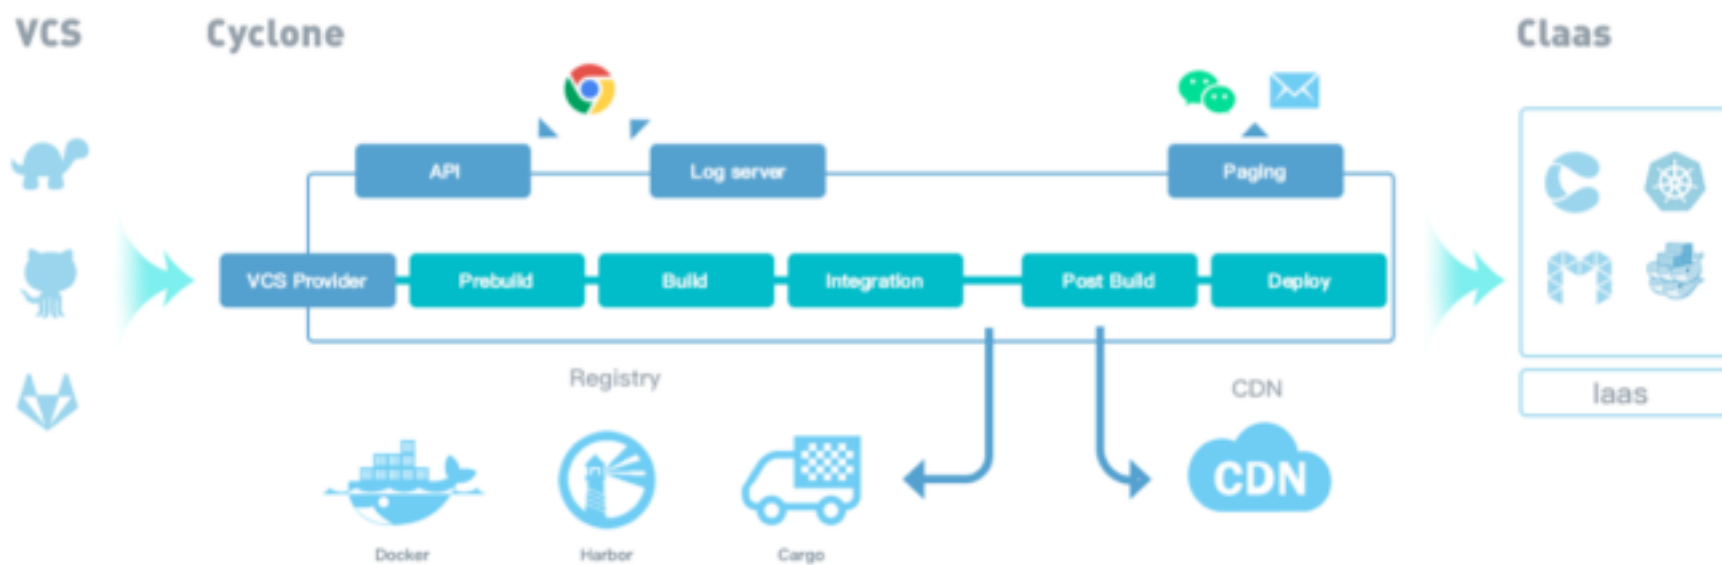 VCS
Cyclone
Claas
API
Log server
Paging
VCS Provider
Prebuild
Build
Integration
Post Build
Deploy
Registry
CDN
Iaas
CDN
Docker
Harbor
Cargo